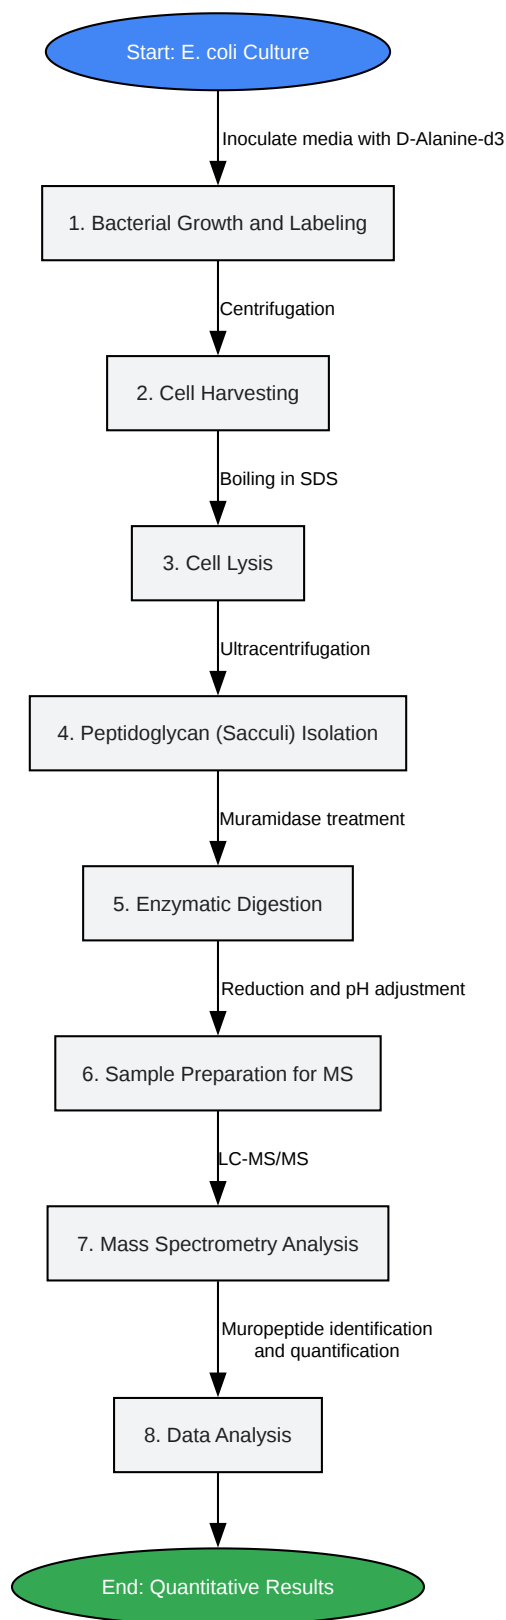 Start: E. coli Culture
Inoculate media with D-Alanine-d3
1. Bacterial Growth and Labeling
Centrifugation
2. Cell Harvesting
Boiling in SDS
3. Cell Lysis
Ultracentrifugation
4. Peptidoglycan (Sacculi) Isolation
Muramidase treatment
5. Enzymatic Digestion
Reduction and pH adjustment
6. Sample Preparation for MS
LC-MS/MS
7. Mass Spectrometry Analysis
Muropeptide identification
and quantification
8. Data Analysis
End: Quantitative Results